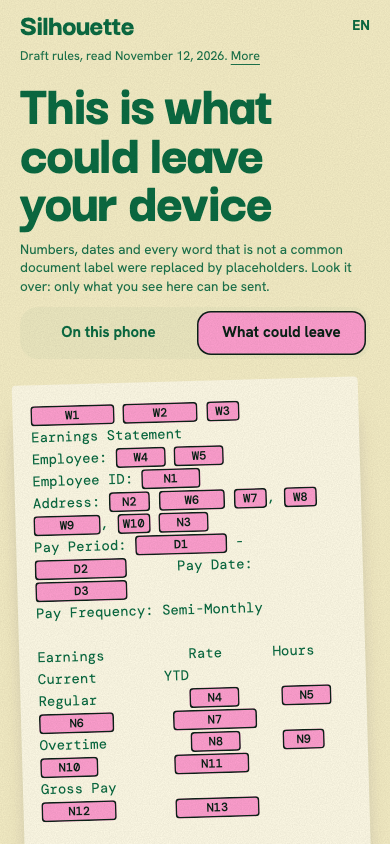 Silhouette EN
Draft rules, read November 12, 2026. More
This is what
could leave
your device
Numbers, dates and every word that is not a common
document label were replaced by placeholders. Look it
over: only what you see here can be sent.
On this phone What could leave
W1 W2 W3
Earnings Statement
Employee: W4 W5
Employee ID: N1
Address: N2 W6 W7, W8
W9, W10 N3
Pay Period: D1 -
D2 Pay Date:
D3
Pay Frequency: Semi-Monthly
Earnings Rate Hours
Current YTD
Regular N4 N5
N6 N7
Overtime N8 N9
N10 N11
Gross Pay
N12 N13